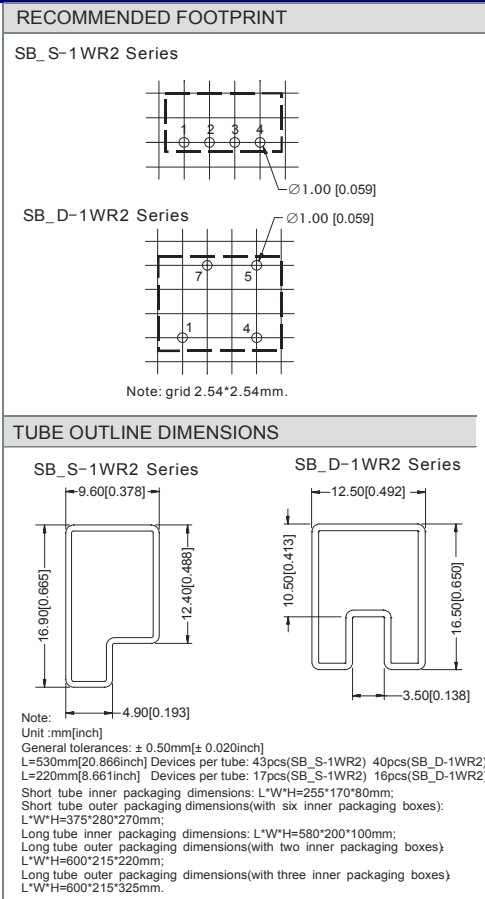 RECOMMENDED FOOTPRINT
SB_S-1WR2 Series
1 2 3 4
∅1.00 [0.059]
SB_D-1WR2 Series
∅1.00 [0.059]
7 5
1 4
Note: grid 2.54*2.54mm.
TUBE OUTLINE DIMENSIONS
SB_S-1WR2 Series
SB_D-1WR2 Series
9.60[0.378]
12.50[0.492]
16.90[0.665]
12.40[0.488]
10.50[0.413]
16.50[0.650]
4.90[0.193]
3.50[0.138]
Note:
Unit :mm[inch]
General tolerances: ± 0.50mm[± 0.020inch]
L=530mm[20.866inch] Devices per tube: 43pcs(SB_S-1WR2) 40pcs(SB_D-1WR2)
L=220mm[8.661inch] Devices per tube: 17pcs(SB_S-1WR2) 16pcs(SB_D-1WR2)
Short tube inner packaging dimensions: L*W*H=255*170*80mm;
Short tube outer packaging dimensions(with six inner packaging boxes):
L*W*H=375*280*270mm;
Long tube inner packaging dimensions: L*W*H=580*200*100mm;
Long tube outer packaging dimensions(with two inner packaging boxes):
L*W*H=600*215*220mm;
Long tube outer packaging dimensions(with three inner packaging boxes):
L*W*H=600*215*325mm.